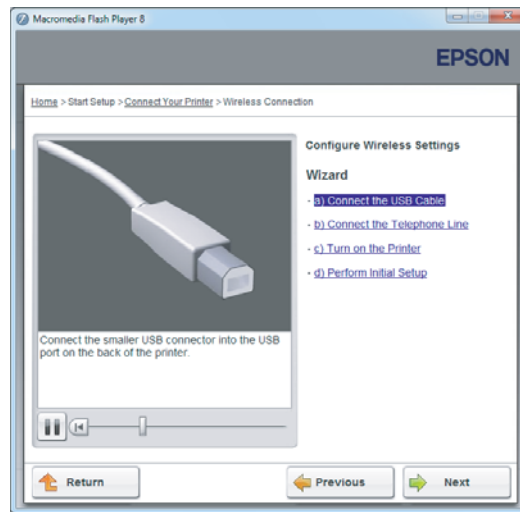 Macromedia Flash Player 8
EPSON
Home > Start Setup > Connect Your Printer > Wireless Connection
Configure Wireless Settings
Wizard
- a) Connect the USB Cable
- b) Connect the Telephone Line
- c) Turn on the Printer
- d) Perform Initial Setup
Connect the smaller USB connector into the USB
port on the back of the printer.
Return
Previous
Next